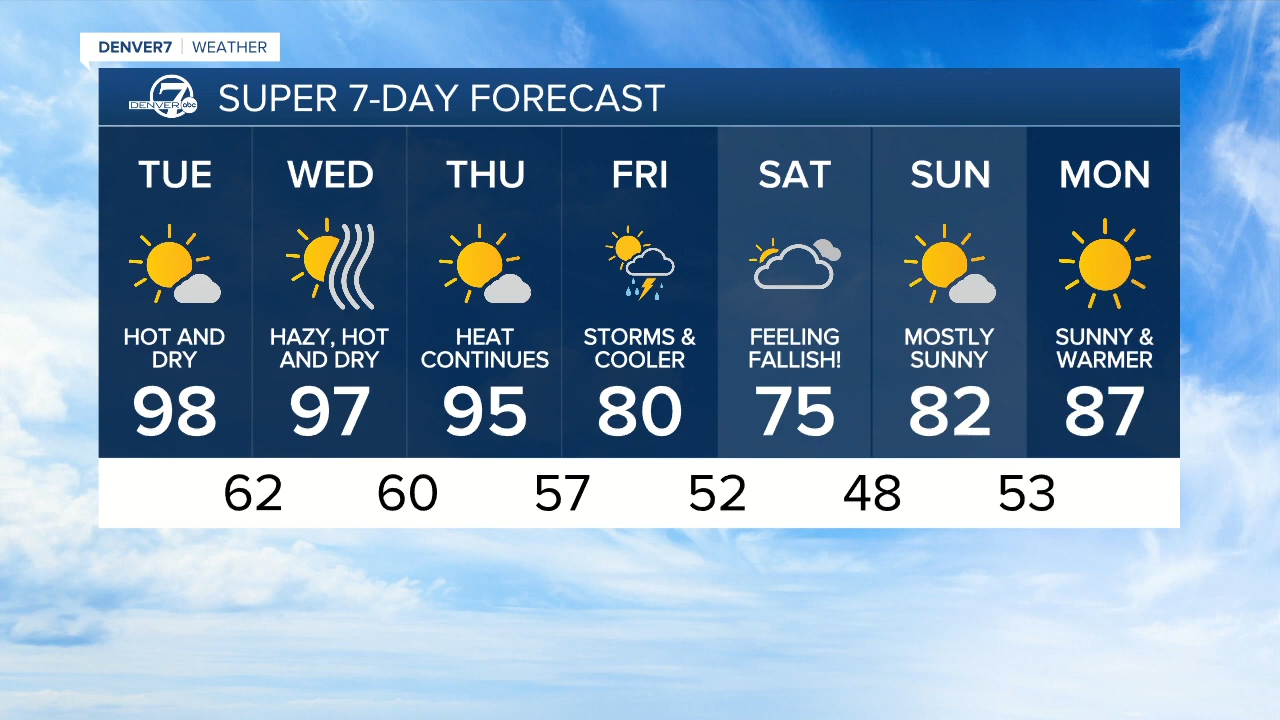 DENVER7 | WEATHER
7
DENVER abc
SUPER 7-DAY FORECAST
TUE WED THU FRI SAT SUN MON
HOT AND DRY HAZY, HOT AND DRY HEAT CONTINUES STORMS & COOLER FEELING FALLISH! MOSTLY SUNNY SUNNY & WARMER
98 97 95 80 75 82 87
62 60 57 52 48 53